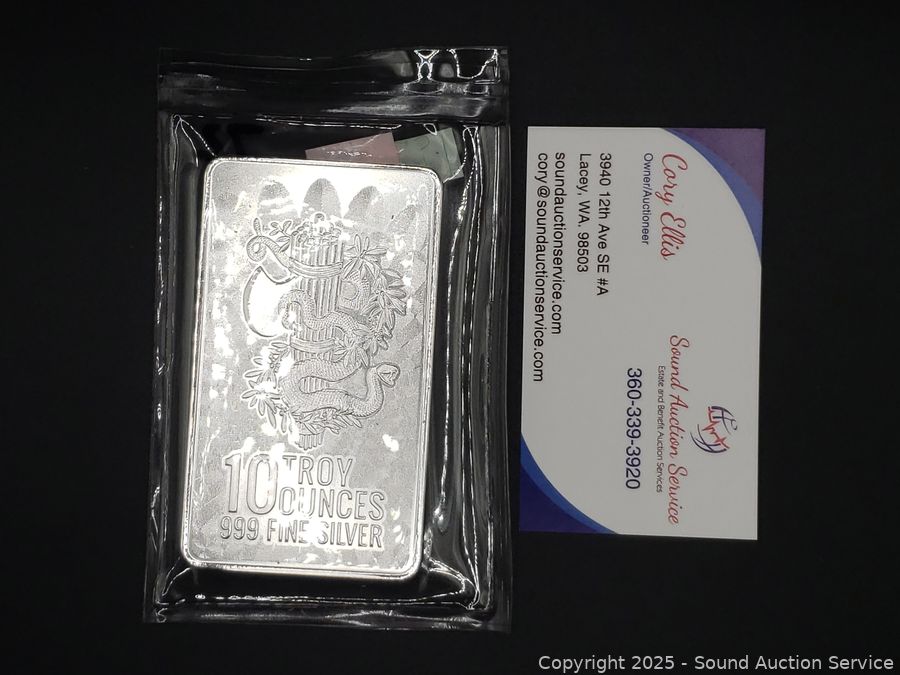 10 TROY
OUNCES
999 FINE SILVER
Cory Ellis
Owner/Auctioneer
Sound Auction Service
Estate and Benefit Auction Services
360-339-3920
3940 12th Ave SE #A
Lacey, WA. 98503
soundauctionservice.com
cory@soundauctionservice.com
Copyright 2025 - Sound Auction Service